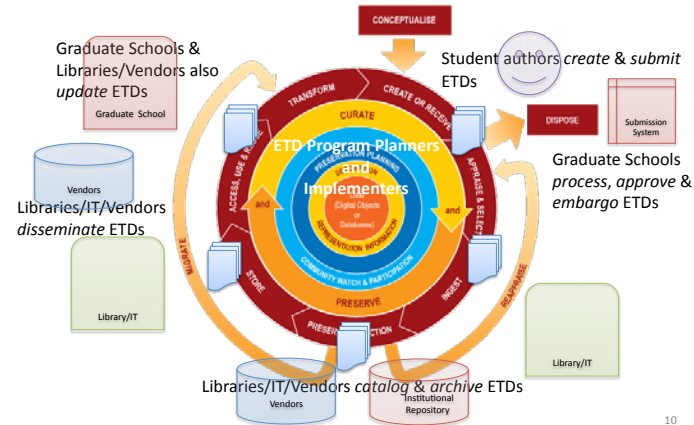 CONCEPTUALISE
Graduate Schools &
Libraries/Vendors also
update ETDs
Graduate School
Student authors create & submit
ETDs
DISPOSE
Submission
System
Graduate Schools
process, approve &
embargo ETDs
TRANSFORM
CREATE OR RECEIVE
CURATE
ETD Program Planners
and
Implementers
PRESERVATION PLANNING
(Digital Objects
or
Databases)
REPRESENTATION INFORMATION
COMMUNITY WATCH & PARTICIPATION
and
and
PRESERVE
ACCESS, USE &
APPRAISE & SELECT
INGEST
STORE
MIGRATE
REAPPRAISE
Vendors
Libraries/IT/Vendors
disseminate ETDs
Library/IT
Library/IT
Libraries/IT/Vendors catalog & archive ETDs
Vendors
Institutional
Repository
10